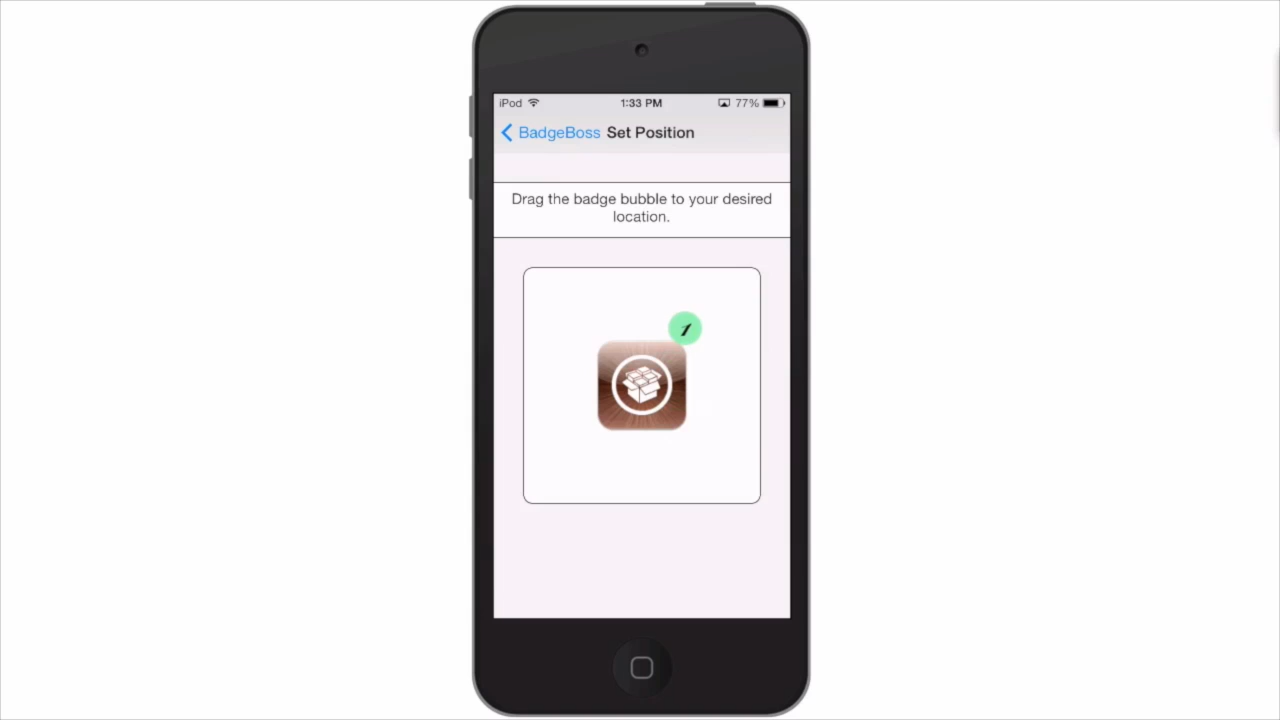 iPod 1:33 PM 77%
BadgeBoss Set Position
Drag the badge bubble to your desired
location.
1